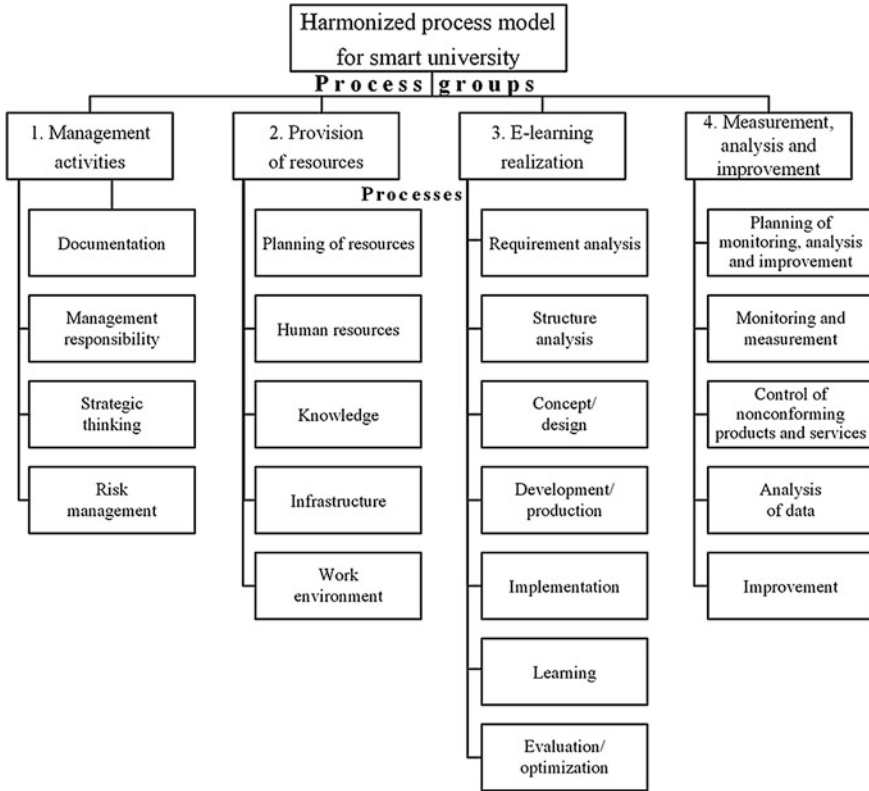 Harmonized process model
for smart university
Process groups
1. Management
activities
2. Provision
of resources
3. E-learning
realization
4. Measurement,
analysis and
improvement
Processes
Documentation
Management
responsibility
Strategic
thinking
Risk
management
Planning of resources
Human resources
Knowledge
Infrastructure
Work
environment
Requirement analysis
Structure
analysis
Concept/
design
Development/
production
Implementation
Learning
Evaluation/
optimization
Planning of
monitoring, analysis
and improvement
Monitoring and
measurement
Control of
nonconforming
products and services
Analysis
of data
Improvement